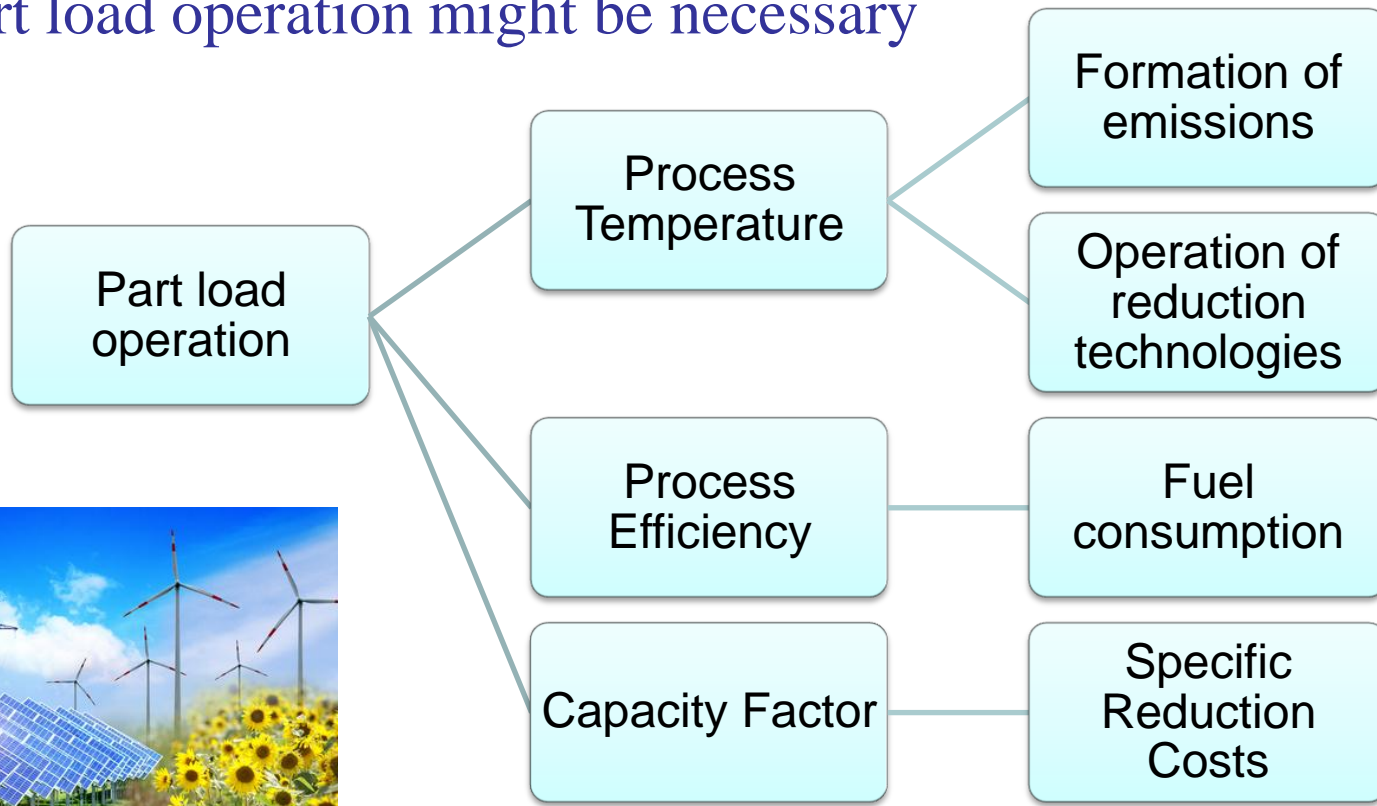 load operation might be necessary
Part load
operation
Process
Temperature
Formation of
emissions
Operation of
reduction
technologies
Process
Efficiency
Fuel
consumption
Capacity Factor
Specific
Reduction
Costs